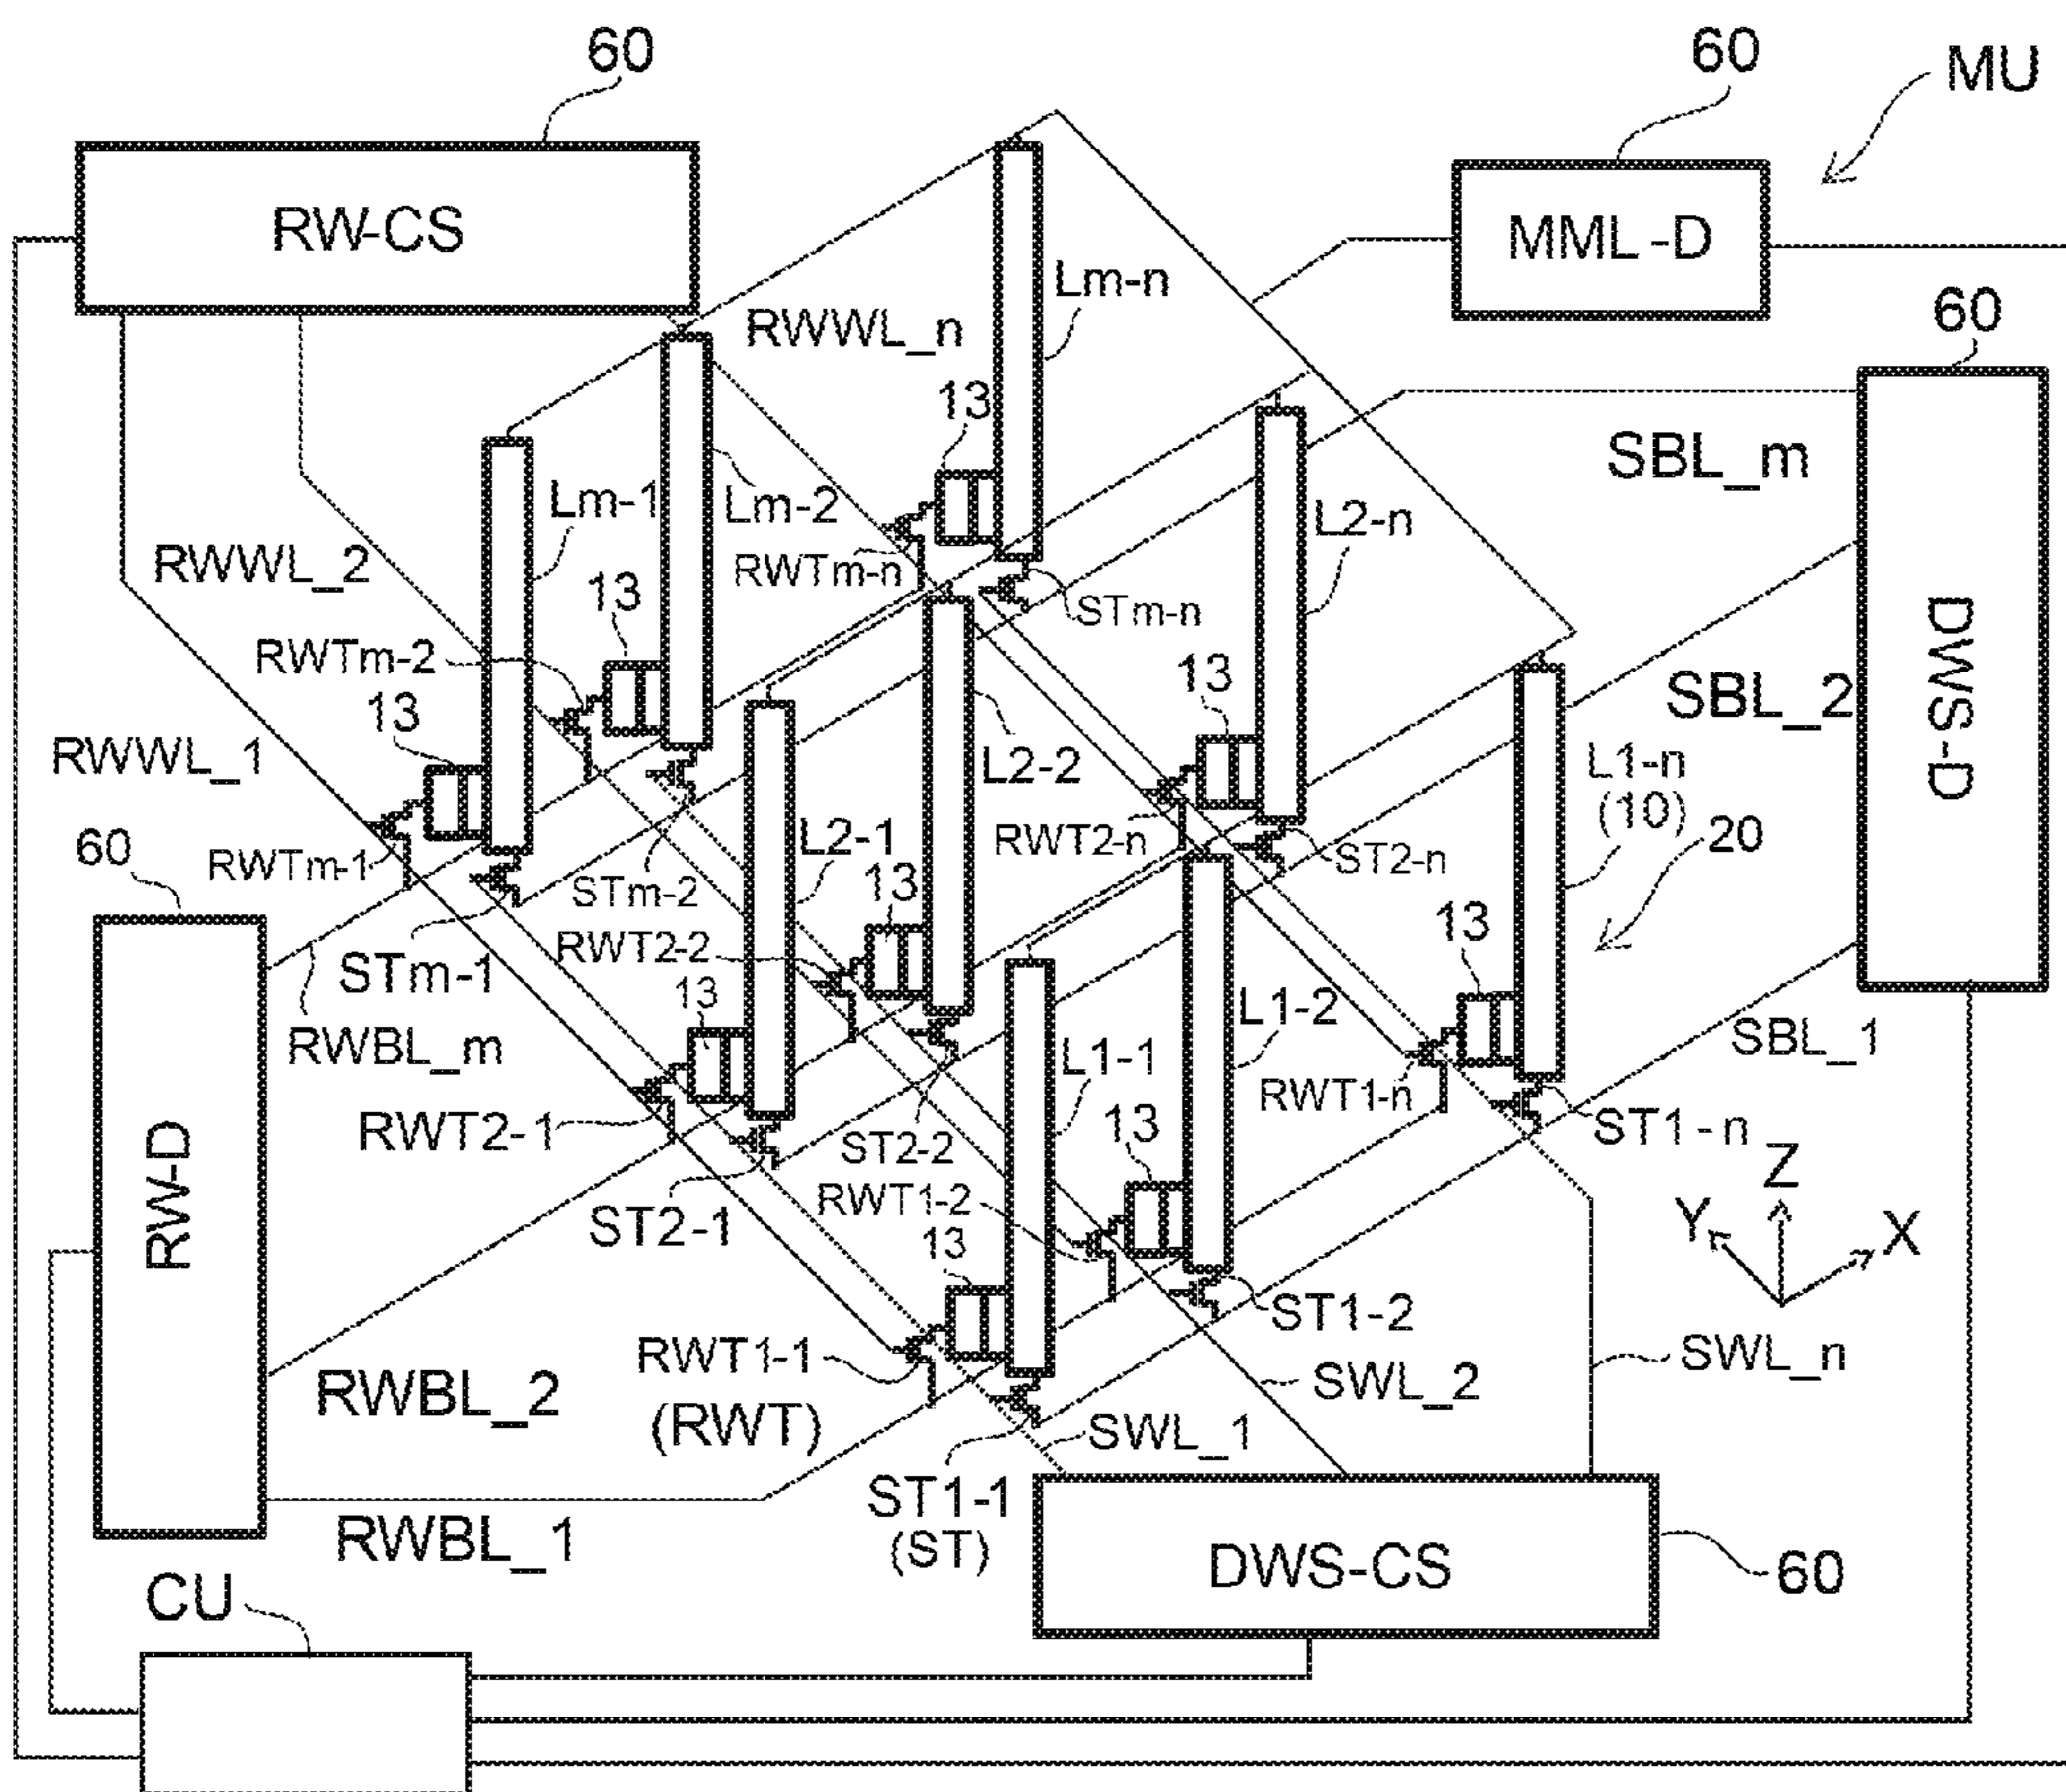 60
60
MU
RW-CS
MML-D
RWWL_n
Lm-n
60
13
SBL_m
Lm-1
Lm-2
L2-n
RWWL_2
RWTm-n
STm-n
13
DWS-D
RWTm-2
13
SBL_2
13
L2-2
RWWL_1
L1-n
(10)
RWT2-n
60
L2-1
20
RWTm-1
STm-2
13
ST2-n
13
RWT2-2
STm-1
13
L1-2
SBL_1
RWBL_m
L1-1
RWT1-n
RWT2-1
ST2-2
13
ST1-n
RW-D
Z
RWT1-2
ST2-1
Y
X
13
ST1-2
RWT1-1
SWL_n
RWBL_2
SWL_2
(RWT)
SWL_1
ST1-1
(ST)
RWBL_1
DWS-CS
60
CU